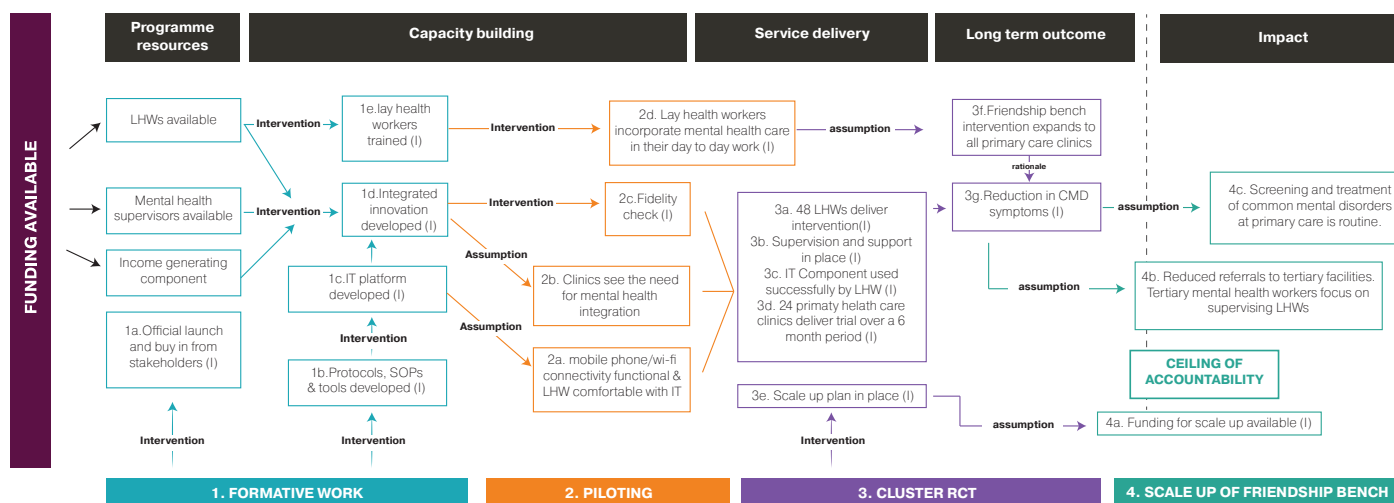 FUNDING AVAILABLE
Programme
resources
Capacity building
Service delivery
Long term outcome
Impact
LHWs available
Intervention
1e.lay health
workers
trained (I)
Intervention
2d. Lay health workers
incorporate mental health care
in their day to day work (I)
assumption
3f.Friendship bench
intervention expands to
all primary care clinics
rationale
Mental health
supervisors available
Intervention
1d.Integrated
innovation
developed (I)
Intervention
2c.Fidelity
check (I)
3a. 48 LHWs deliver
intervention(I)
3b. Supervision and support
in place (I)
3c. IT Component used
successfully by LHW (I)
3d. 24 primaty helath care
clinics deliver trial over a 6
month period (I)
3g.Reduction in CMD
symptoms (I)
assumption
4c. Screening and treatment
of common mental disorders
at primary care is routine.
Income generating
component
1c.IT platform
developed (I)
Assumption
2b. Clinics see the need
for mental health
integration
assumption
4b. Reduced referrals to tertiary facilities.
Tertiary mental health workers focus on
supervising LHWs
1a.Official launch
and buy in from
stakeholders (I)
Intervention
Assumption
1b.Protocols, SOPs
& tools developed (I)
2a. mobile phone/wi-fi
connectivity functional &
LHW comfortable with IT
CEILING OF
ACCOUNTABILITY
3e. Scale up plan in place (I)
assumption
4a. Funding for scale up available (I)
Intervention
Intervention
Intervention
1. FORMATIVE WORK
2. PILOTING
3. CLUSTER RCT
4. SCALE UP OF FRIENDSHIP BENCH